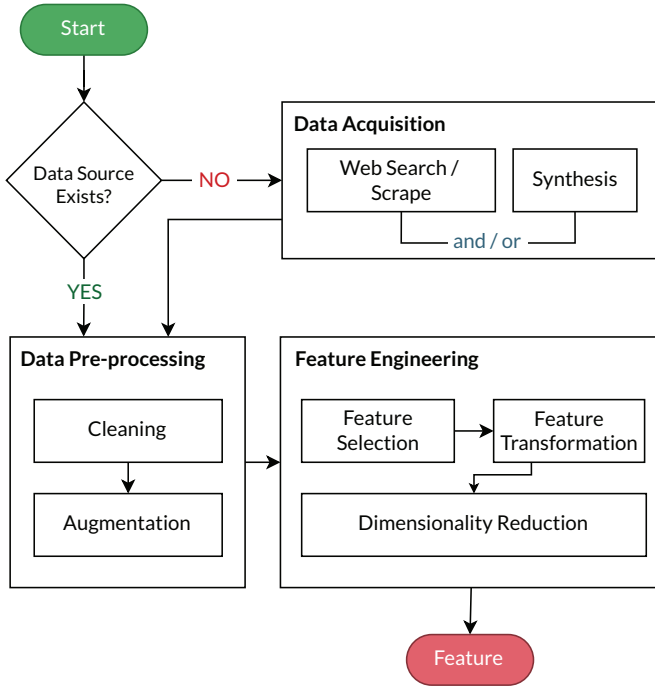 Start
Data Source
Exists?
NO
Data Acquisition
Web Search /
Scrape
Synthesis
and / or
YES
Data Pre-processing
Cleaning
Augmentation
Feature Engineering
Feature
Selection
Feature
Transformation
Dimensionality Reduction
Feature